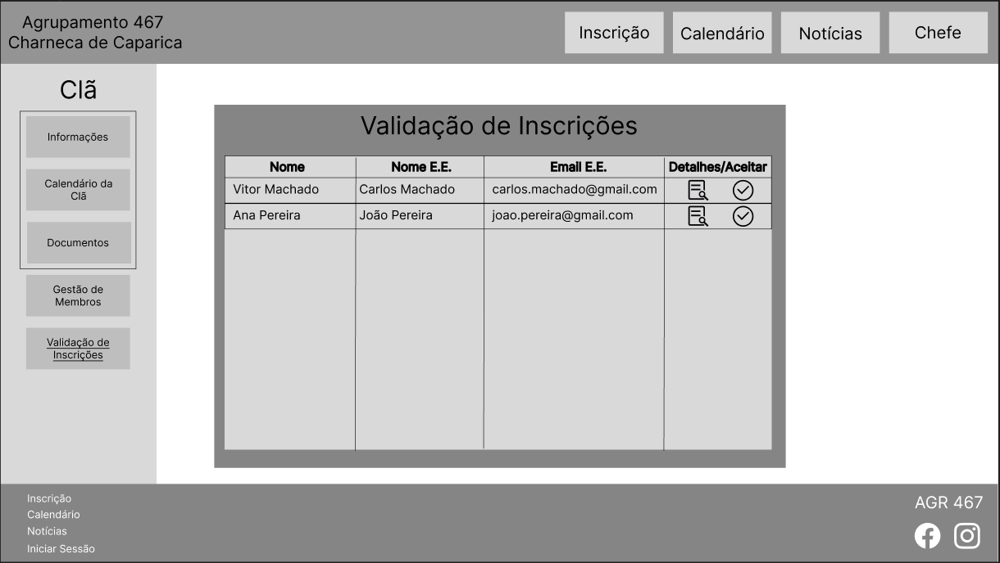 Agrupamento 467
Charneca de Caparica
Inscrição
Calendário
Notícias
Chefe
Clã
Informações
Calendário da
Clã
Documentos
Gestão de
Membros
Validação de
Inscrições
Validação de Inscrições
Nome Nome E.E. Email E.E. Detalhes/Aceitar
Vitor Machado Carlos Machado carlos.machado@gmail.com
Ana Pereira João Pereira joao.pereira@gmail.com
Inscrição
Calendário
Notícias
Iniciar Sessão
AGR 467